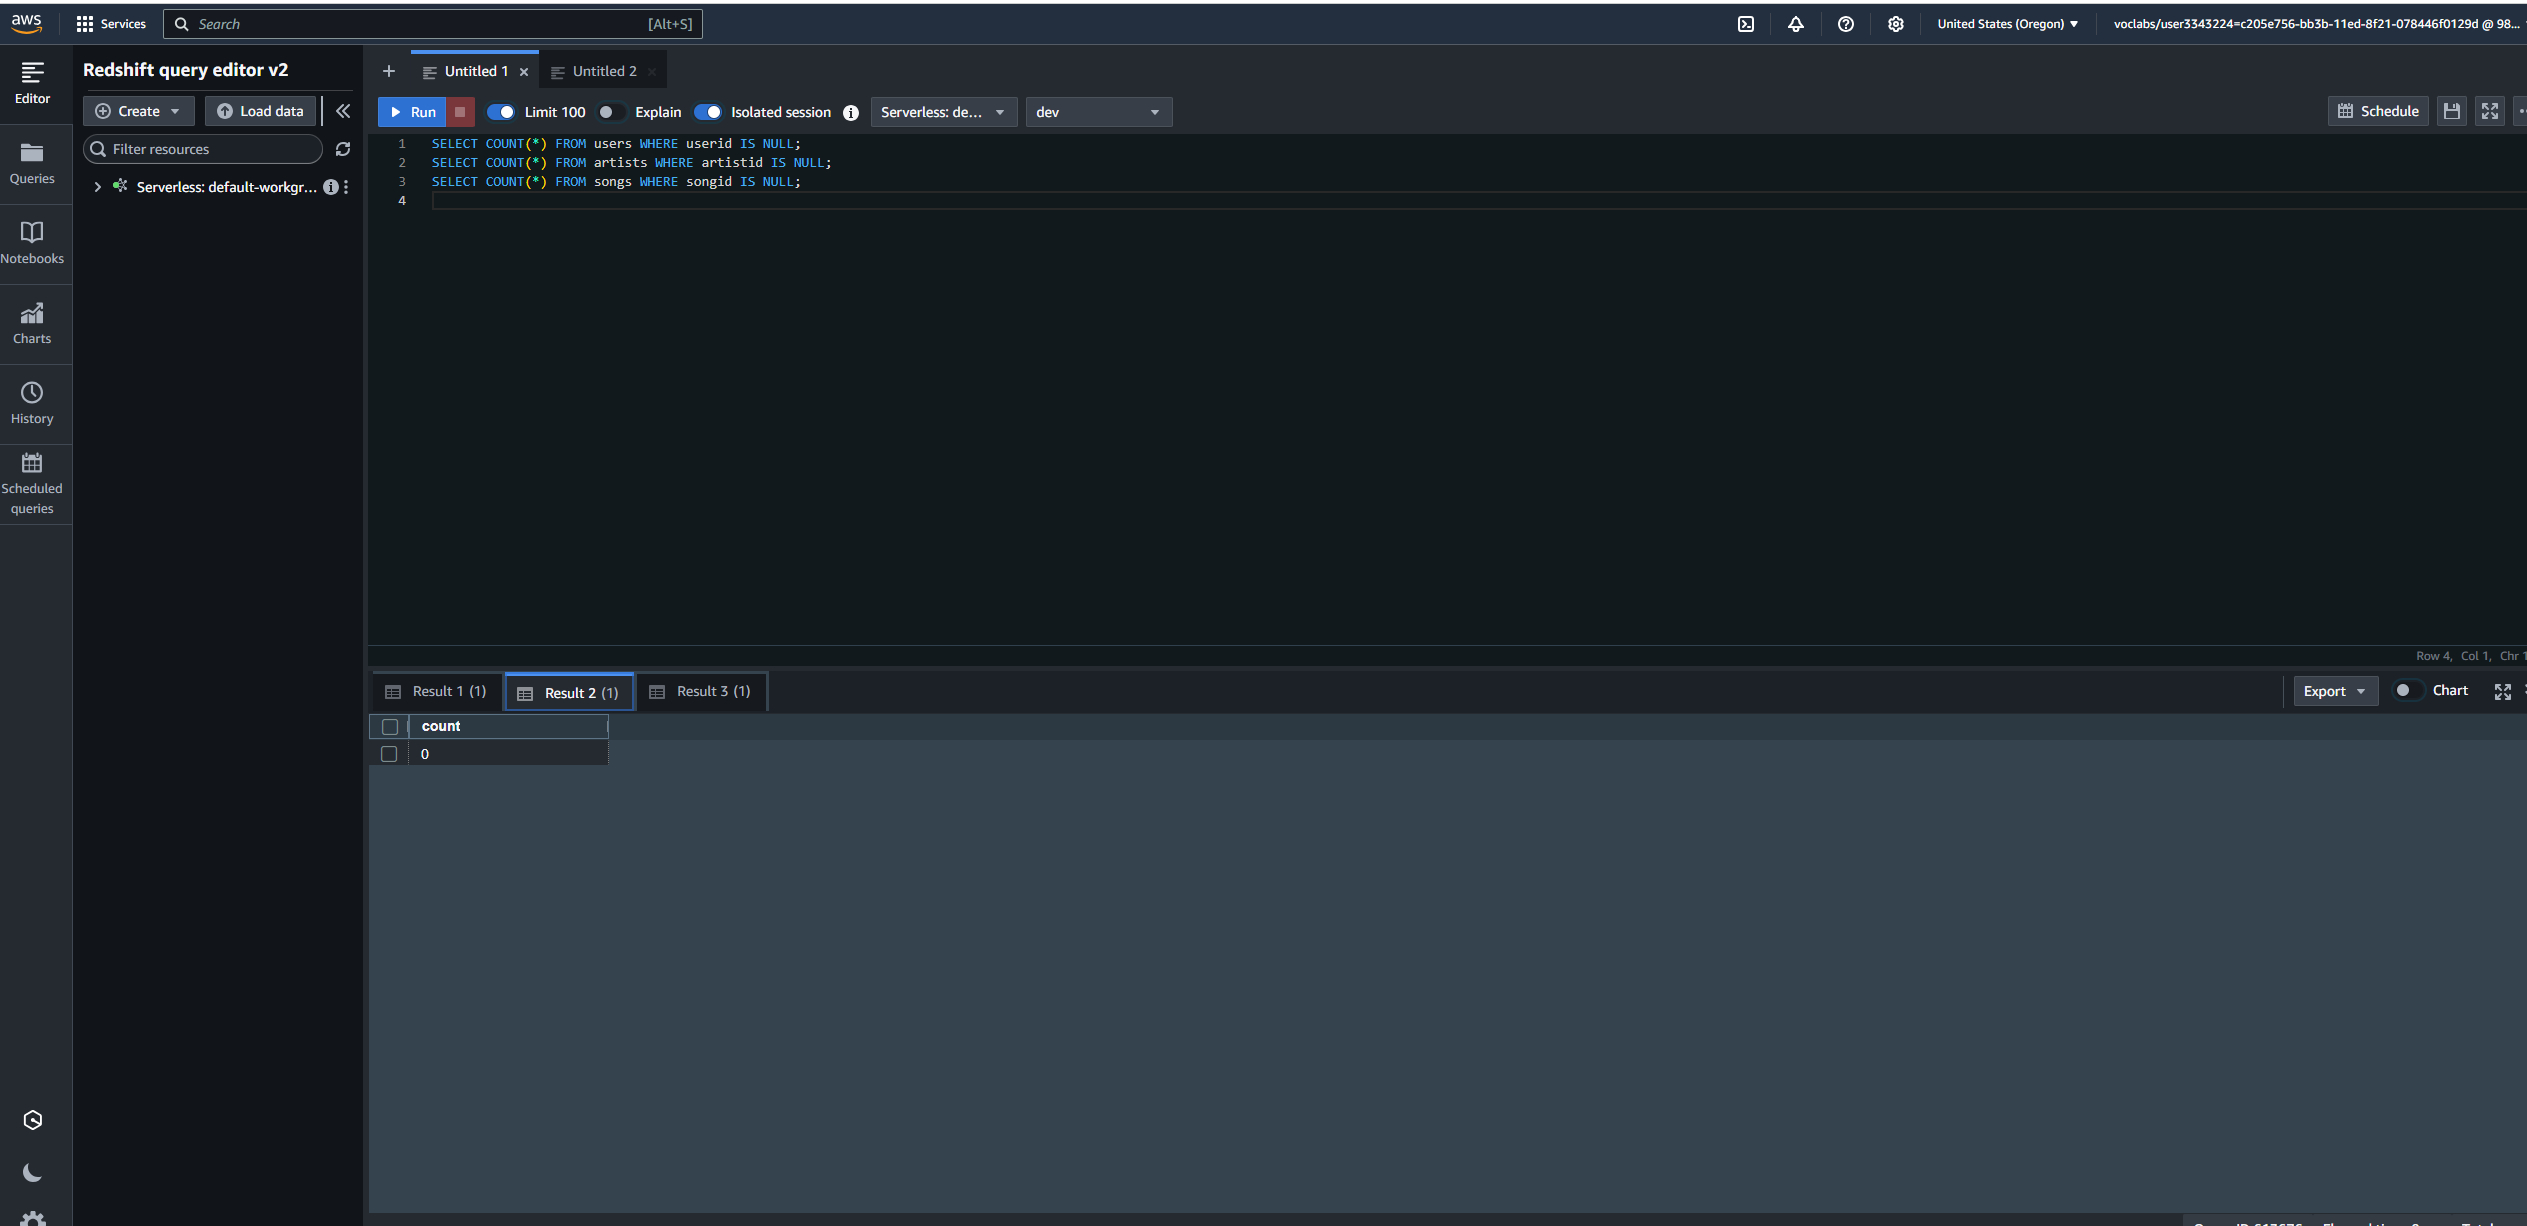 aws
Services
Search
[Alt+S]
United States (Oregon)
voclabs/user3343224=c205e756-bb3b-11ed-8f21-078446f0129d @ 98...
Editor
Queries
Notebooks
Charts
History
Scheduled
queries
Redshift query editor v2
Create
Load data
Filter resources
Serverless: default-workgr...
Untitled 1
Untitled 2
Run
Limit 100
Explain
Isolated session
Serverless: de...
dev
Schedule
1 SELECT COUNT(*) FROM users WHERE userid IS NULL;
2 SELECT COUNT(*) FROM artists WHERE artistid IS NULL;
3 SELECT COUNT(*) FROM songs WHERE songid IS NULL;
4
Row 4, Col 1, Chr 1
Result 1 (1)
Result 2 (1)
Result 3 (1)
Export
Chart
count
0